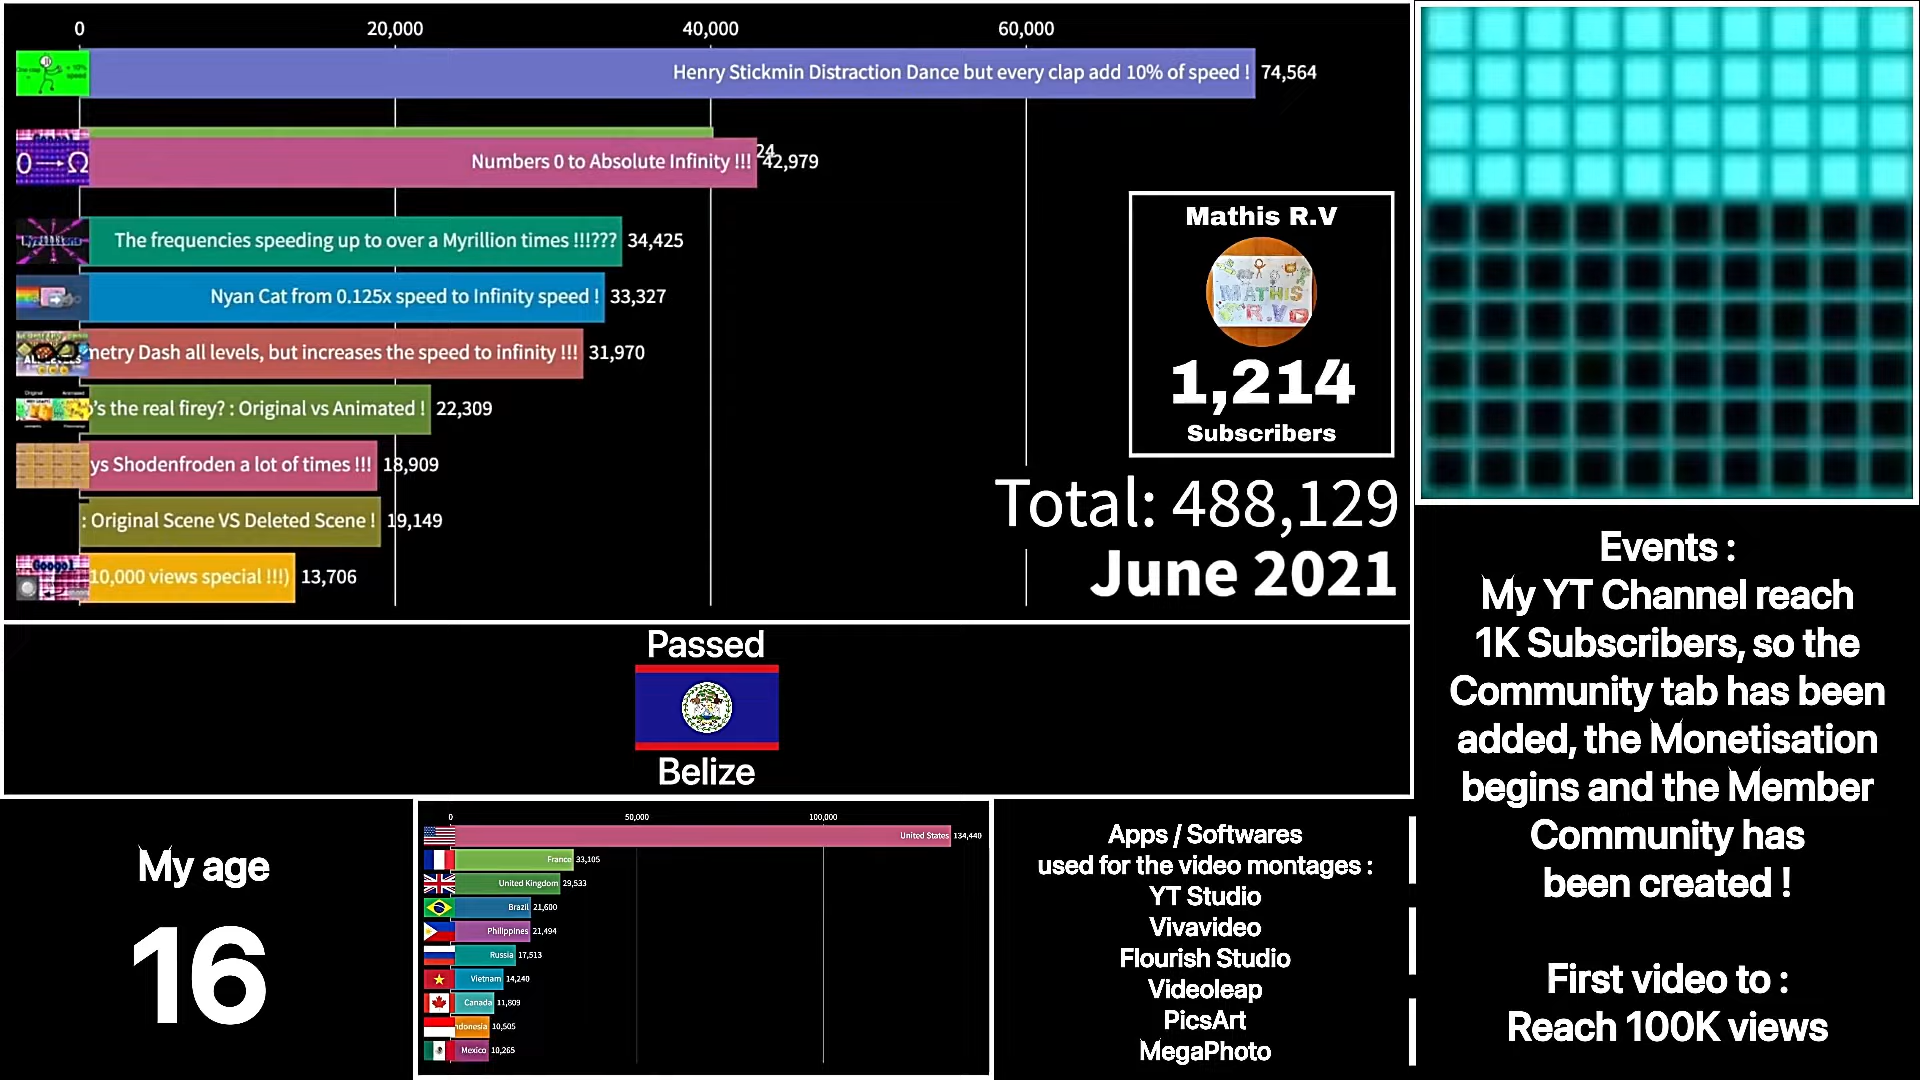 0 20,000 40,000 60,000
Henry Stickmin Distraction Dance but every clap add 10% of speed ! 74,564
24
Numbers 0 to Absolute Infinity !!! 42,979
0→Ω
The frequencies speeding up to over a Myrillion times !!!??? 34,425
Nyan Cat from 0.125x speed to Infinity speed ! 33,327
metry Dash all levels, but increases the speed to infinity !!! 31,970
's the real firey? : Original vs Animated ! 22,309
ys Shodenfroden a lot of times !!! 18,909
: Original Scene VS Deleted Scene ! 19,149
Googol
10,000 views special !!!) 13,706
Mathis R.V
MATHIS
R.V
1,214
Subscribers
Total: 488,129
June 2021
Passed
Belize
My age
16
0 50,000 100,000
United States 134,440
France 33,105
United Kingdom 29,533
Brazil 21,600
Philippines 21,494
Russia 17,513
Vietnam 14,240
Canada 11,809
ndonesia 10,505
Mexico 10,265
Apps / Softwares
used for the video montages :
YT Studio
Vivavideo
Flourish Studio
Videoleap
PicsArt
MegaPhoto
Events :
My YT Channel reach
1K Subscribers, so the
Community tab has been
added, the Monetisation
begins and the Member
Community has
been created !
First video to :
Reach 100K views